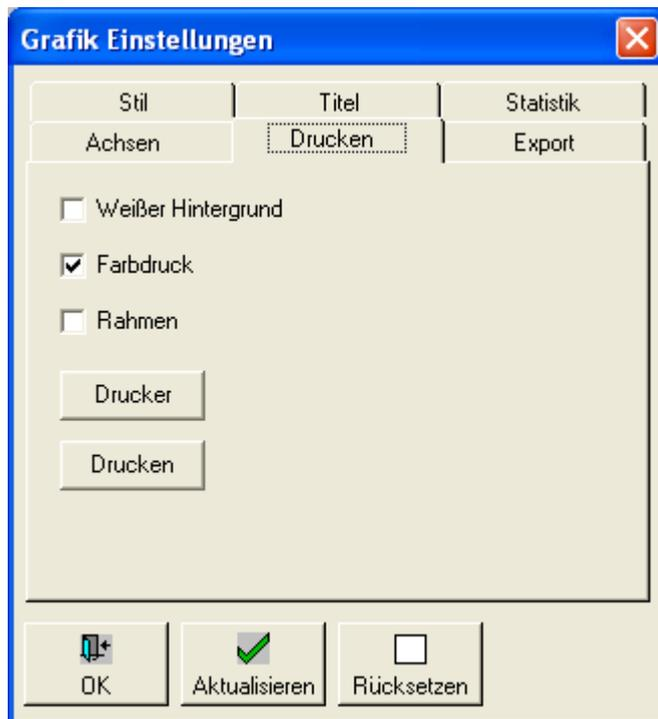 Grafik Einstellungen
Stil Titel Statistik
Achsen Drucken Export
Weißer Hintergrund
Farbdruck
Rahmen
Drucker
Drucken
OK Aktualisieren Rücksetzen